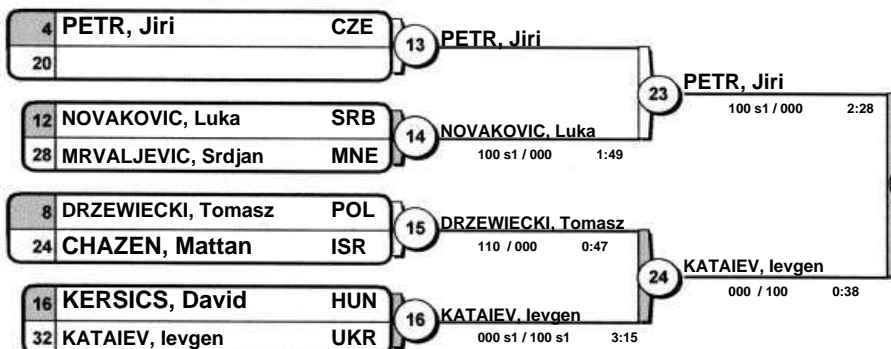 4 PETR, Jiri CZE
20
13 PETR, Jiri
12 NOVAKOVIC, Luka SRB
28 MRVALJEVIC, Srdjan MNE
14 NOVAKOVIC, Luka
100 s1 / 000 1:49
23 PETR, Jiri
100 s1 / 000 2:28
8 DRZEWIECKI, Tomasz POL
24 CHAZEN, Mattan ISR
15 DRZEWIECKI, Tomasz
110 / 000 0:47
16 KERSICS, David HUN
32 KATAIEV, Ievgen UKR
16 KATAIEV, Ievgen
000 s1 / 100 s1 3:15
24 KATAIEV, Ievgen
000 / 100 0:38